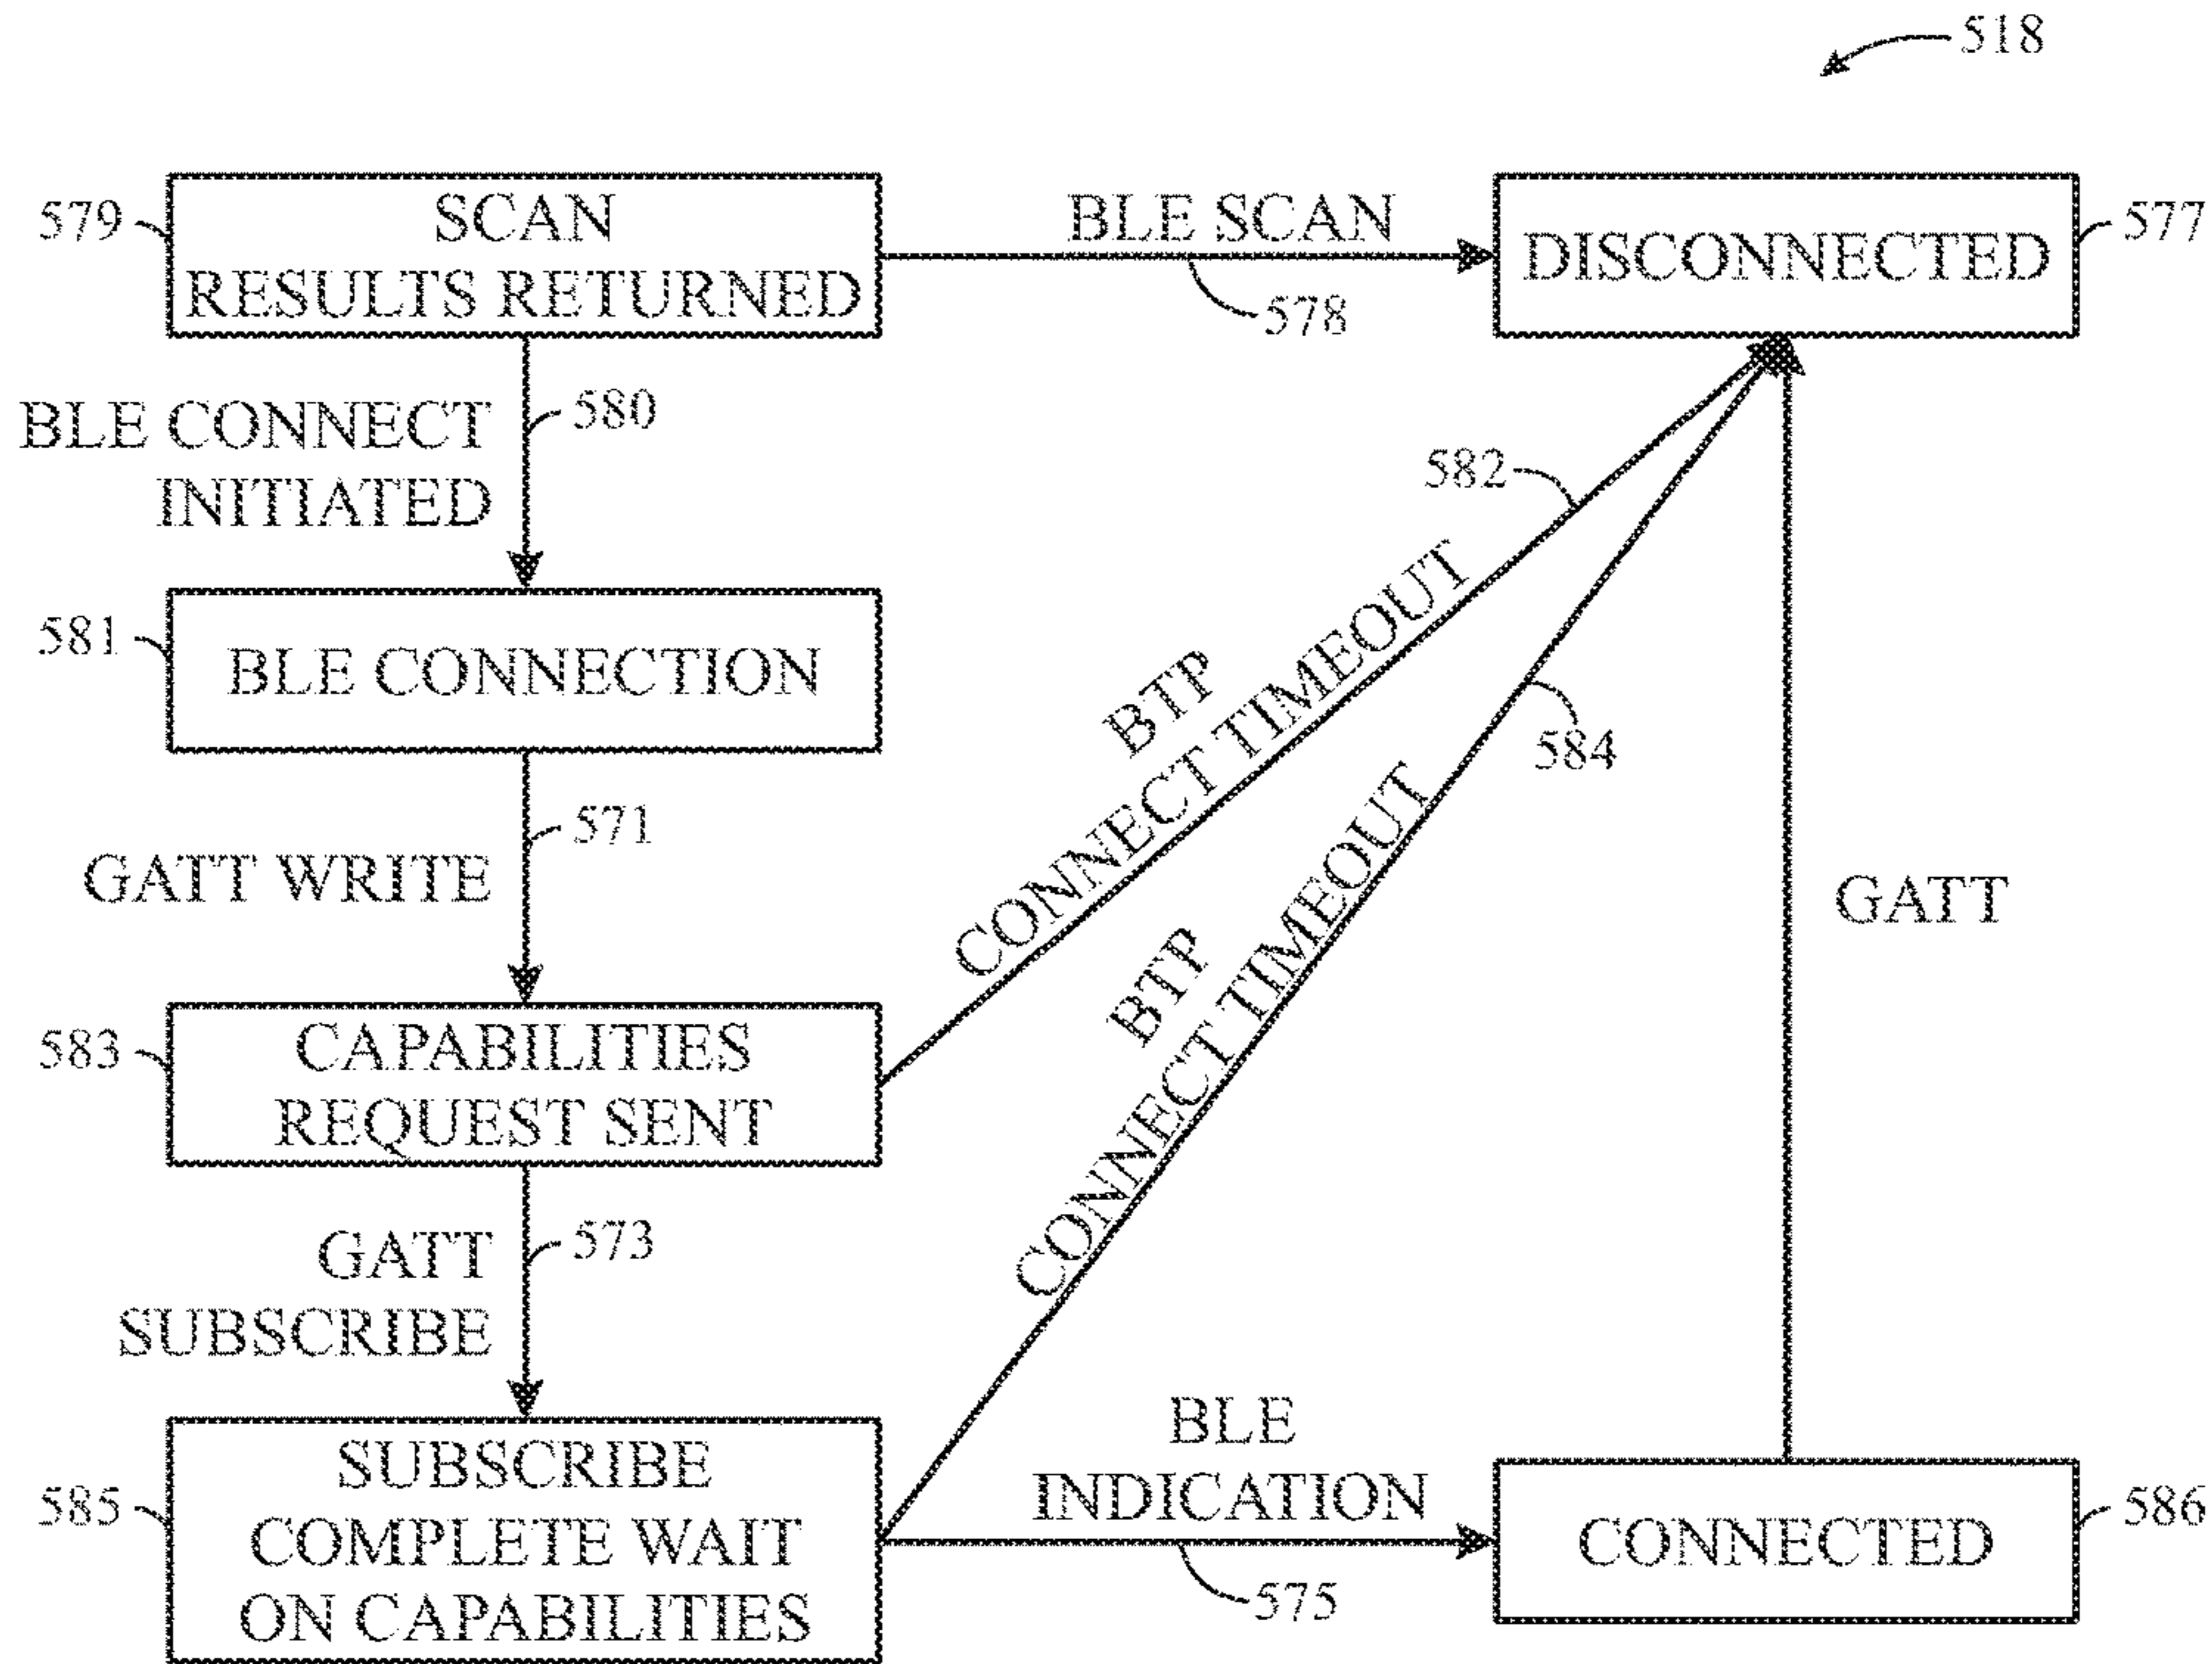 518
579
SCAN
RESULTS RETURNED
BLE SCAN
578
DISCONNECTED
577
BLE CONNECT
INITIATED
580
581
BLE CONNECTION
582
BTP
CONNECT TIMEOUT
584
GATT WRITE
571
583
CAPABILITIES
REQUEST SENT
BTP
CONNECT TIMEOUT
GATT
GATT
SUBSCRIBE
573
585
SUBSCRIBE
COMPLETE WAIT
ON CAPABILITIES
BLE
INDICATION
575
CONNECTED
586